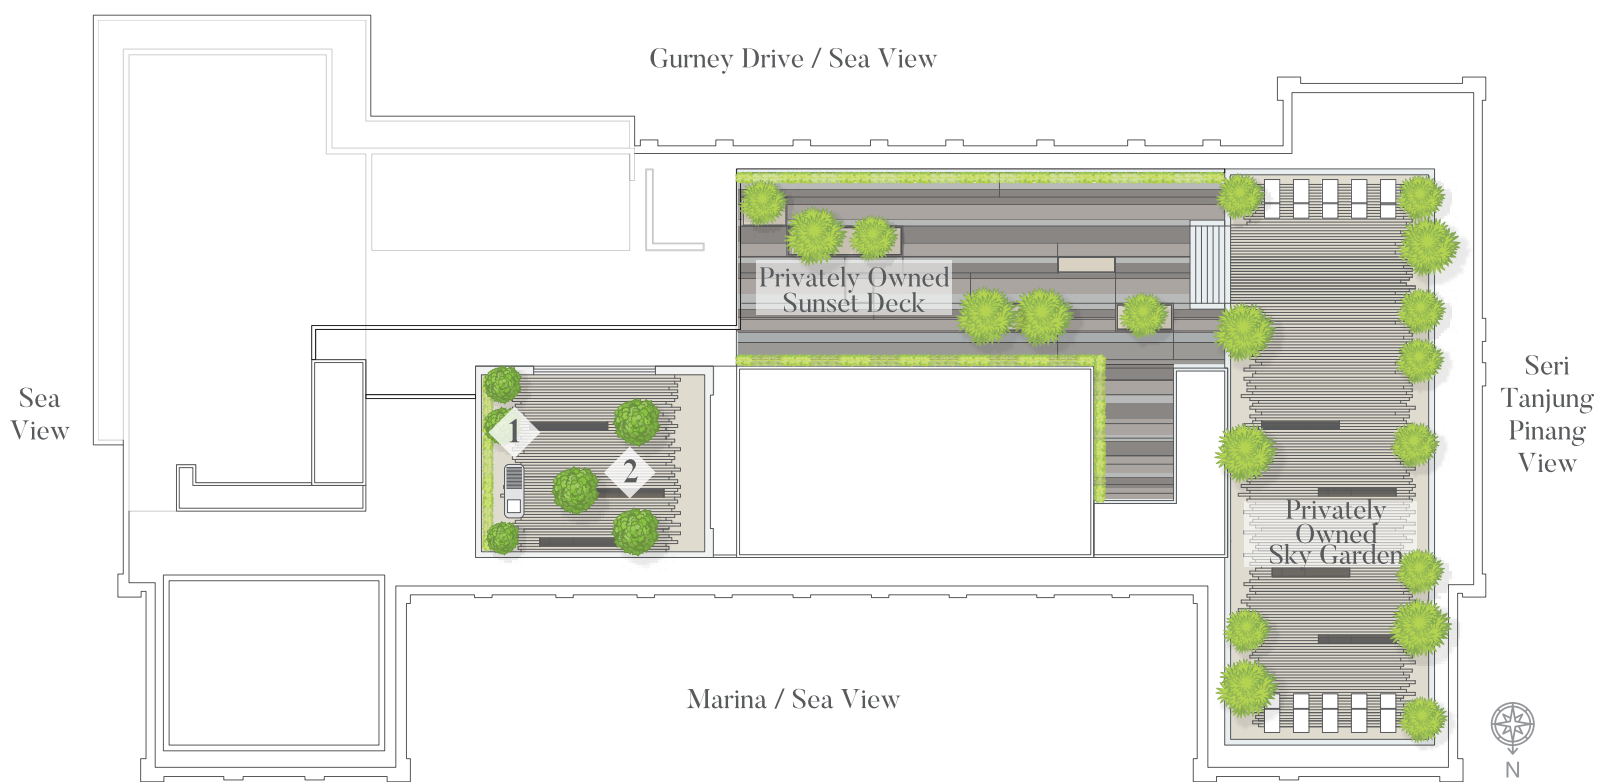 Gurney Drive / Sea View
Privately Owned
Sunset Deck
Sea
View
1
2
Seri
Tanjung
Pinang
View
Privately
Owned
Sky Garden
Marina / Sea View
N